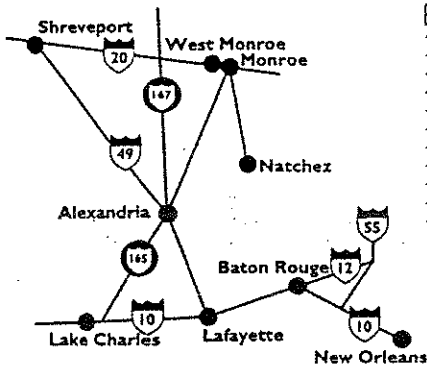 Shreveport
West Monroe
20
Monroe
167
49
Natchez
Alexandria
55
165
Baton Rouge
12
10
10
Lake Charles
Lafayette
New Orleans